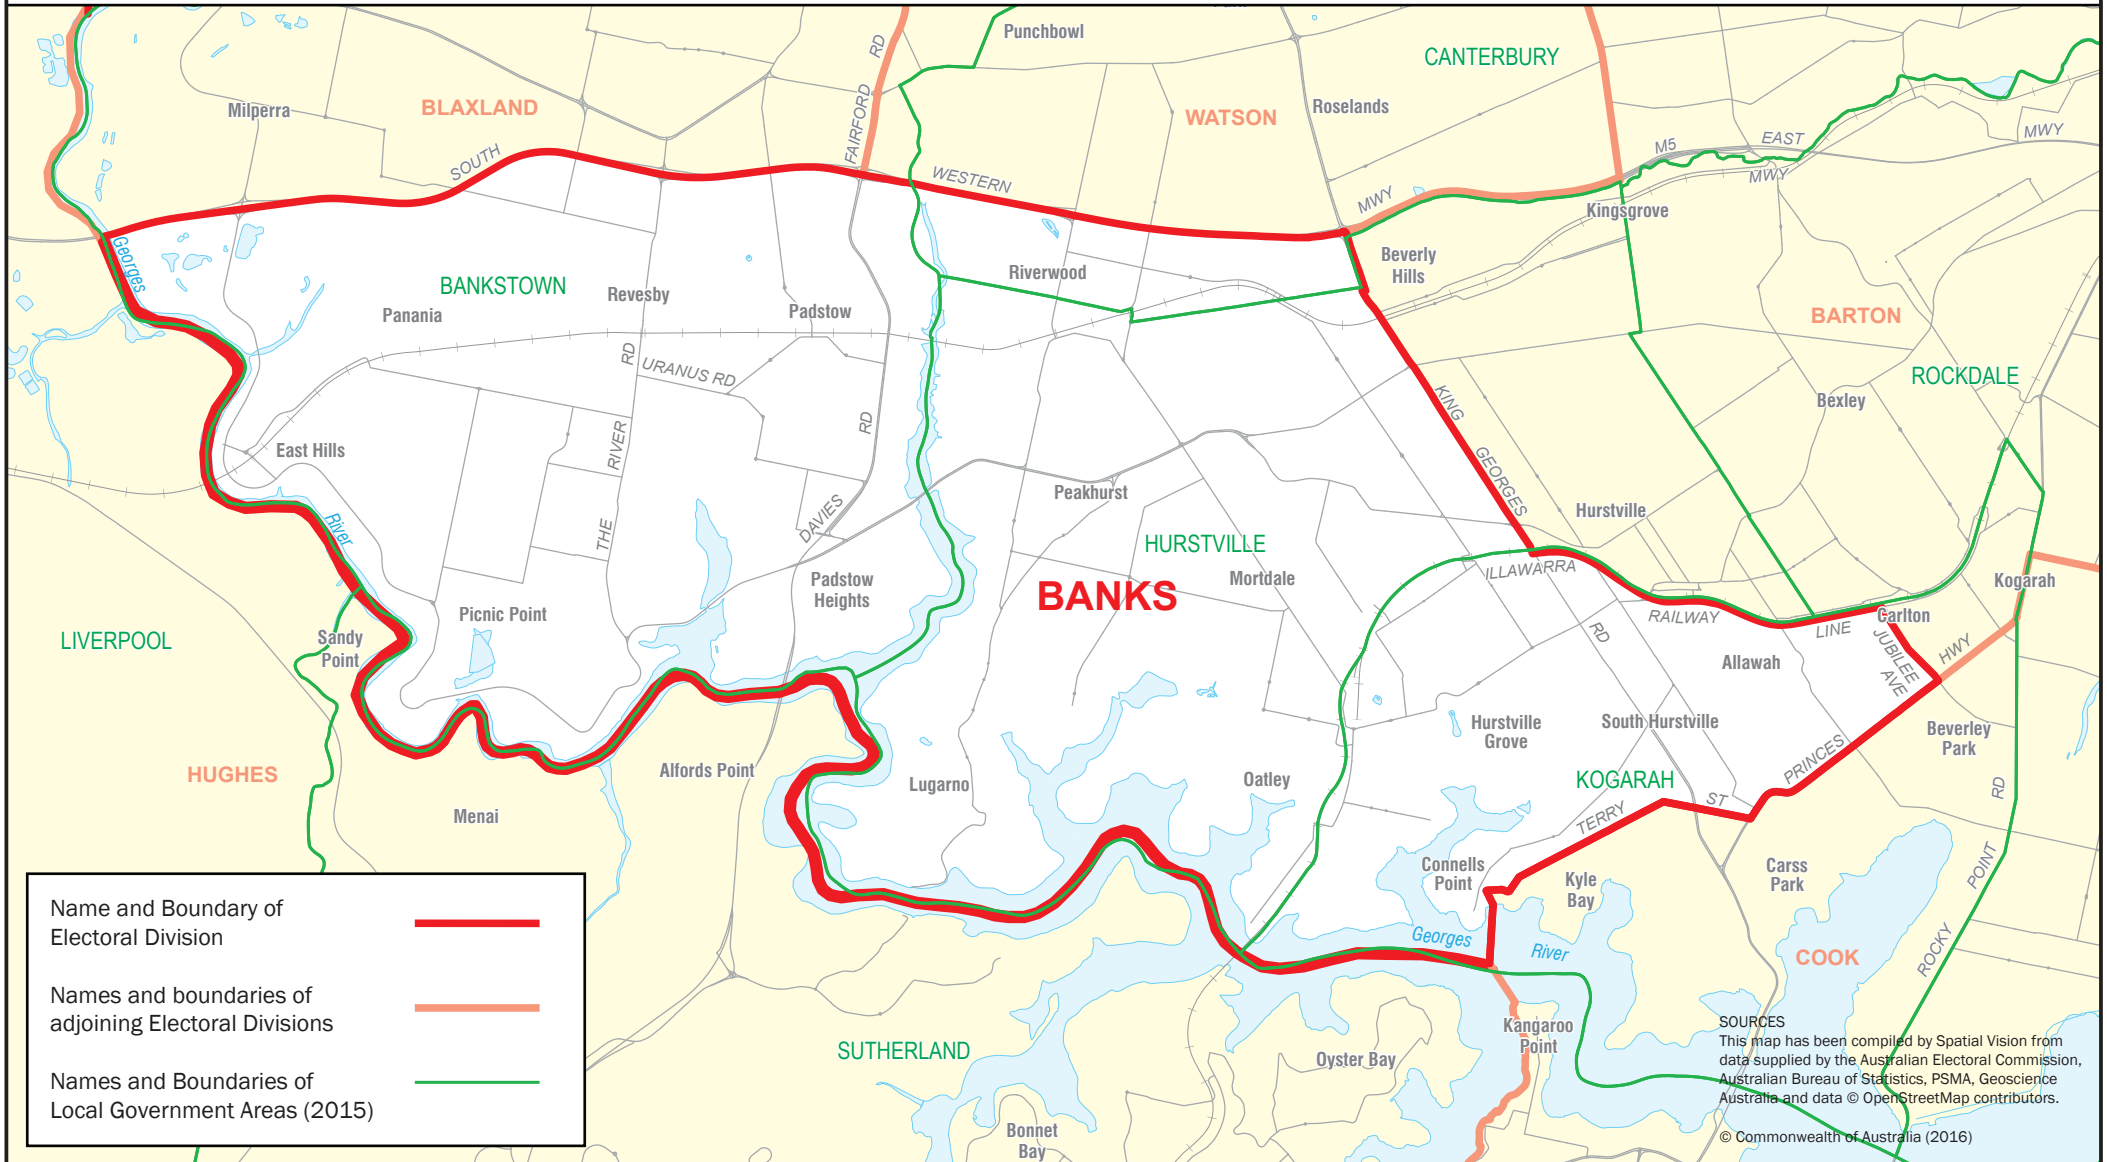 Punchbowl
CANTERBURY
RD
Milperra
BLAXLAND
WATSON
Roselands
FAIRFORD
M5
EAST
MWY
SOUTH
WESTERN
MWY
MWY
Kingsgrove
Georges
Beverly
Hills
BANKSTOWN
Revesby
Riverwood
Panania
Padstow
BARTON
RD
URANUS RD
ROCKDALE
KING
Bexley
RD
East Hills
RIVER
GEORGES
Peakhurst
Hurstville
River
THE
DAVIES
HURSTVILLE
ILLAWARRA
Mortdale
Padstow
Heights
BANKS
Kogarah
Picnic Point
RAILWAY
LINE
Carlton
LIVERPOOL
Sandy
Point
RD
JUBILEE
AVE
HWY
Allawah
Hurstville
Grove
South Hurstville
Beverley
Park
HUGHES
Alfords Point
Lugarno
Oatley
KOGARAH
PRINCES
RD
Menai
TERRY
ST
Connells
Point
Kyle
Bay
Carss
Park
POINT
Georges
River
COOK
ROCKY
Name and Boundary of
Electoral Division
Names and boundaries of
adjoining Electoral Divisions
Names and Boundaries of
Local Government Areas (2015)
SUTHERLAND
Oyster Bay
Kangaroo
Point
Bonnet
Bay
SOURCES
This map has been compiled by Spatial Vision from
data supplied by the Australian Electoral Commission,
Australian Bureau of Statistics, PSMA, Geoscience
Australia and data © OpenStreetMap contributors.
© Commonwealth of Australia (2016)